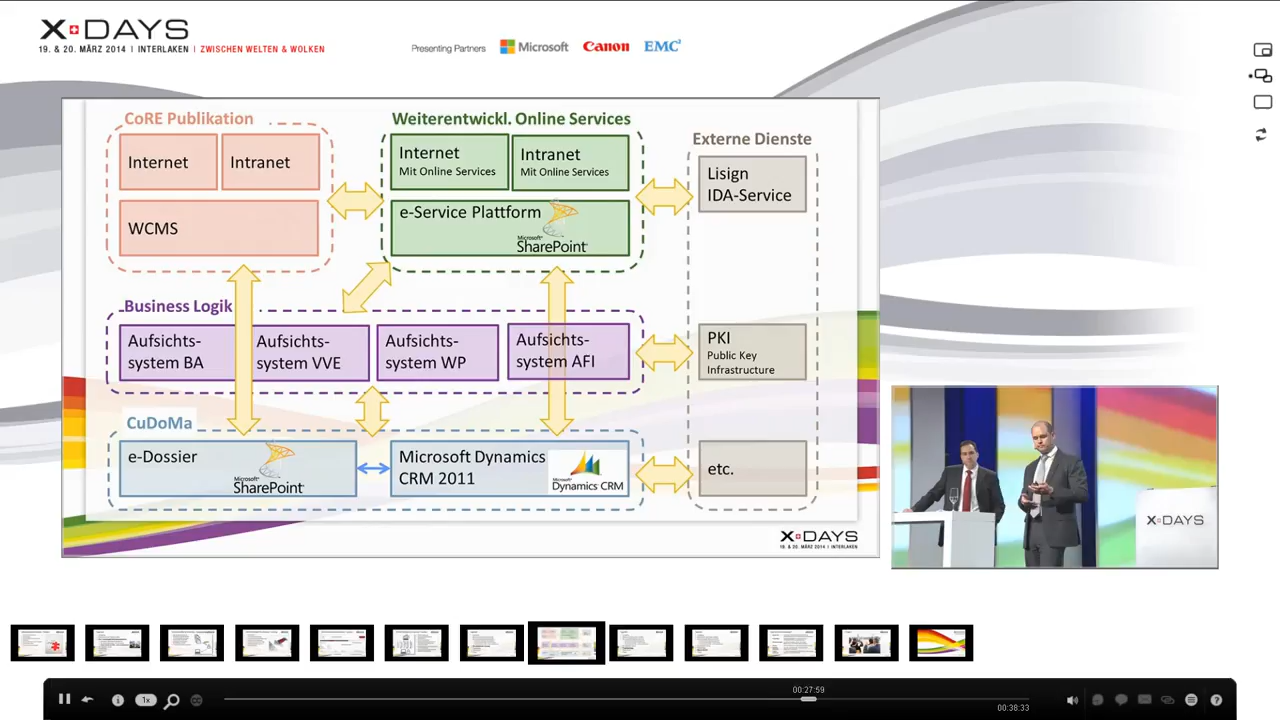 X DAYS
19. & 20. MÄRZ 2014 | INTERLAKEN | ZWISCHEN WELTEN & WOLKEN
Presenting Partners
Microsoft
Canon
EMC²
CoRE Publikation
Internet
Intranet
WCMS
Weiterentwickl. Online Services
Internet
Mit Online Services
Intranet
Mit Online Services
e-Service Plattform
Microsoft®
SharePoint
Externe Dienste
Lisign
IDA-Service
Business Logik
Aufsichts-
system BA
Aufsichts-
system VVE
Aufsichts-
system WP
Aufsichts-
system AFI
PKI
Public Key
Infrastructure
CuDoMa
e-Dossier
Microsoft®
SharePoint
Microsoft Dynamics
CRM 2011
Microsoft®
Dynamics CRM
etc.
X DAYS
19. & 20. MÄRZ 2014 | INTERLAKEN
X DAYS
1x
00:27:59
00:38:33